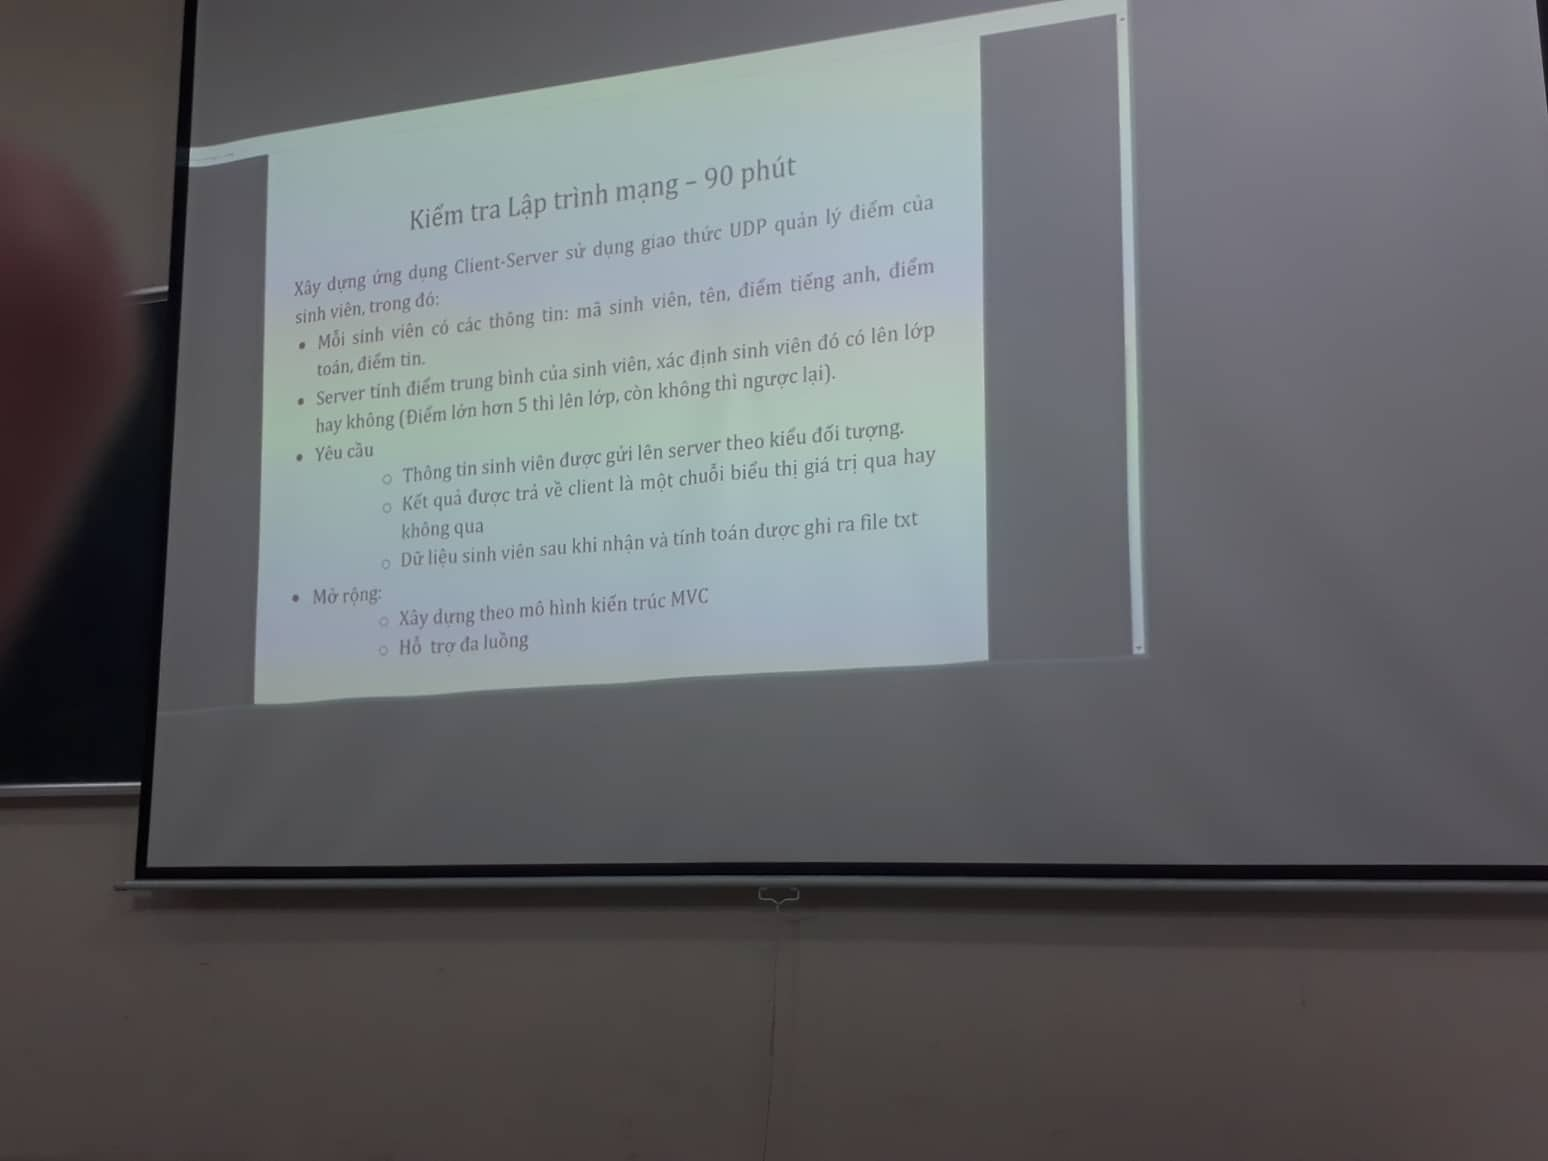 Kiểm tra Lập trình mạng – 90 phút
Xây dựng ứng dụng Client-Server sử dụng giao thức UDP quản lý điểm của
sinh viên, trong đó:
• Mỗi sinh viên có các thông tin: mã sinh viên, tên, điểm tiếng anh, điểm
toán, điểm tin.
• Server tính điểm trung bình của sinh viên, xác định sinh viên đó có lên lớp
hay không (Điểm lớn hơn 5 thì lên lớp, còn không thì ngược lại).
• Yêu cầu
○ Thông tin sinh viên được gửi lên server theo kiểu đối tượng.
○ Kết quả được trả về client là một chuỗi biểu thị giá trị qua hay
không qua
○ Dữ liệu sinh viên sau khi nhận và tính toán được ghi ra file txt
• Mở rộng:
○ Xây dựng theo mô hình kiến trúc MVC
○ Hỗ trợ đa luồng